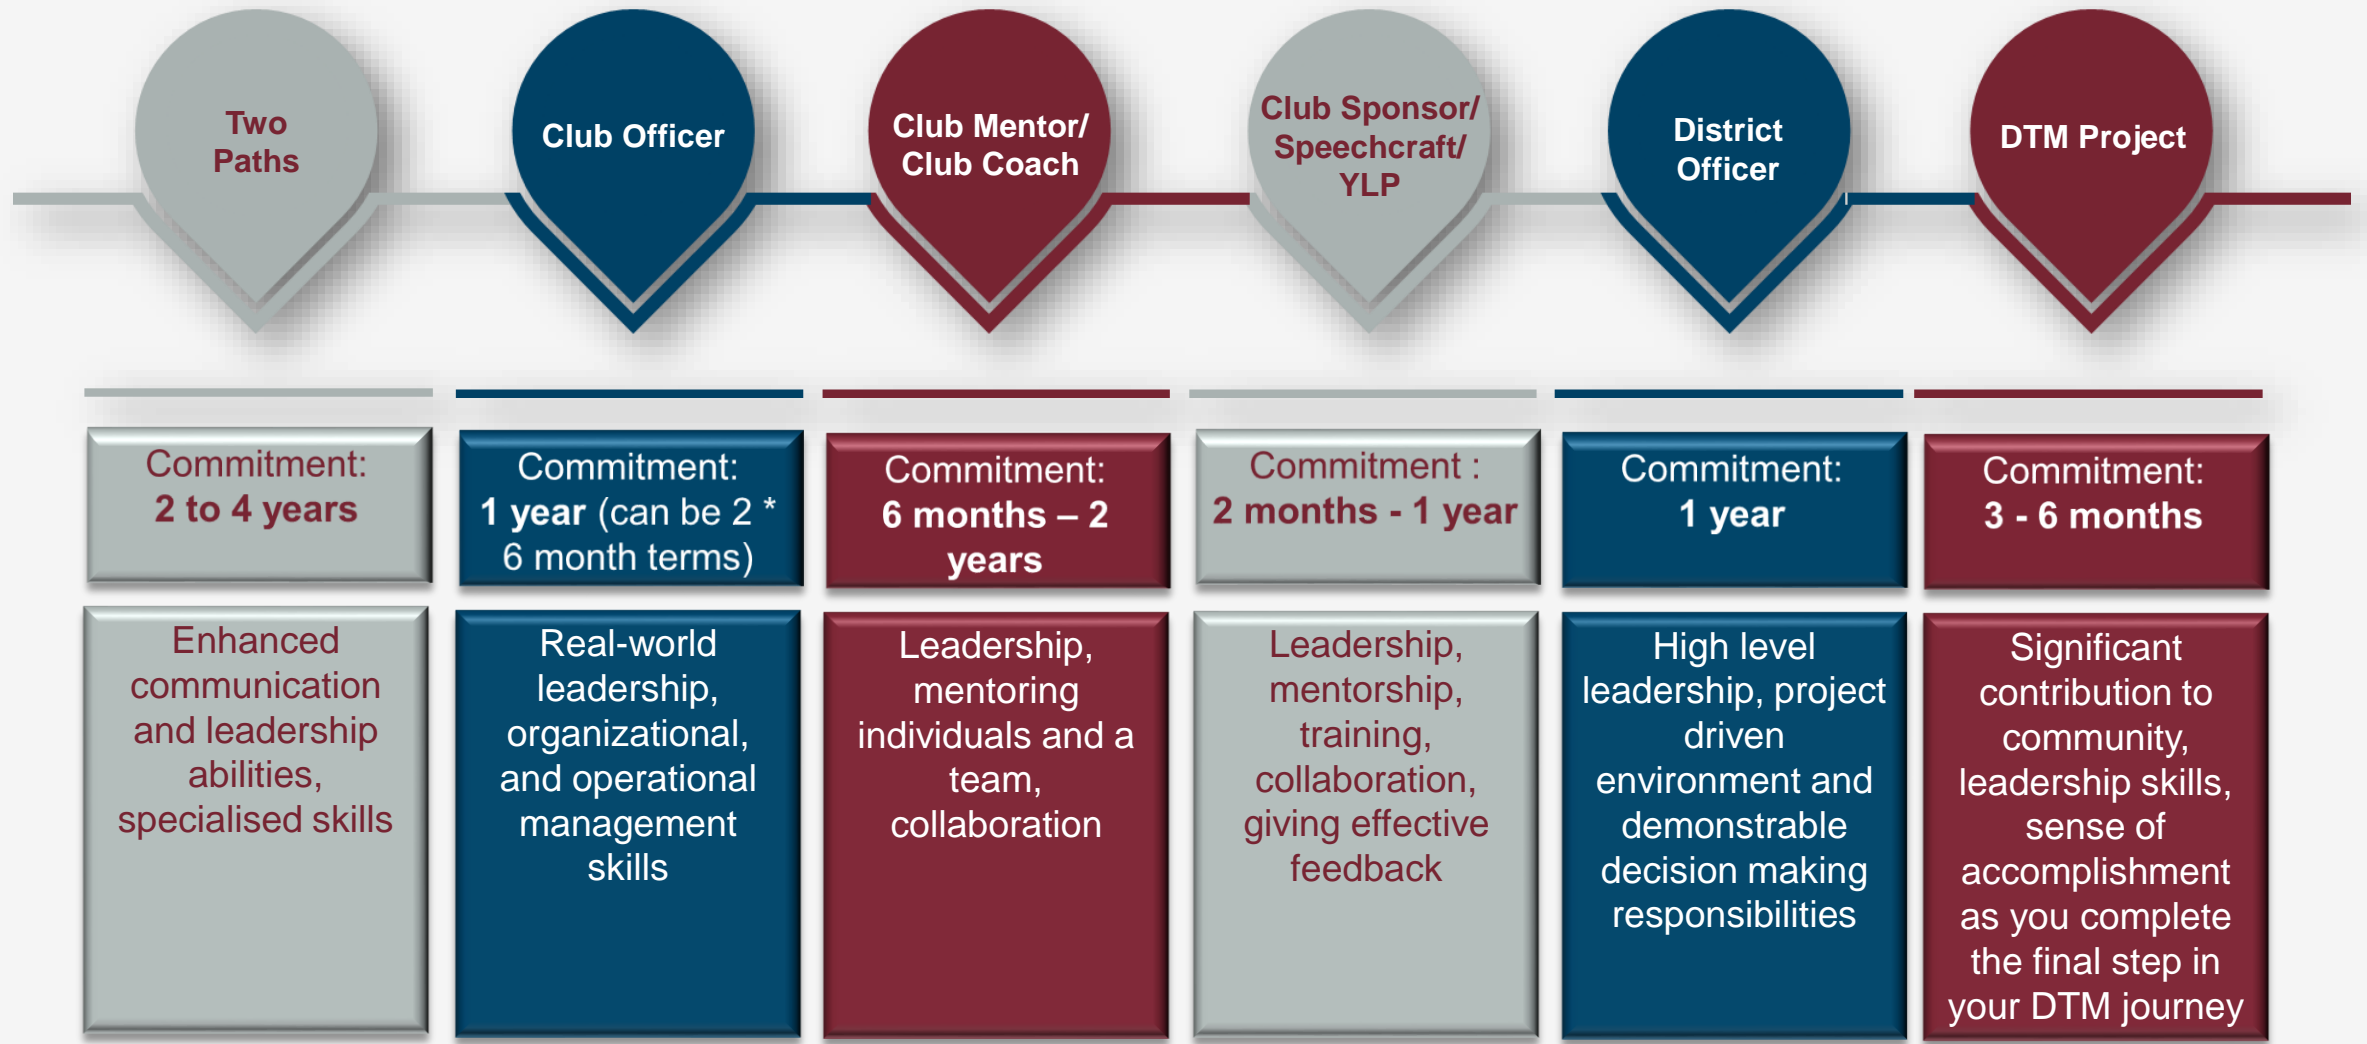 Two
Paths
Club Officer
Club Mentor/
Club Coach
Club Sponsor/
Speechcraft/
YLP
District
Officer
DTM Project
Commitment:
2 to 4 years
Commitment:
1 year (can be 2 *
6 month terms)
Commitment:
6 months – 2
years
Commitment :
2 months - 1 year
Commitment:
1 year
Commitment:
3 - 6 months
Enhanced
communication
and leadership
abilities,
specialised skills
Real-world
leadership,
organizational,
and operational
management
skills
Leadership,
mentoring
individuals and a
team,
collaboration
Leadership,
mentorship,
training,
collaboration,
giving effective
feedback
High level
leadership, project
driven
environment and
demonstrable
decision making
responsibilities
Significant
contribution to
community,
leadership skills,
sense of
accomplishment
as you complete
the final step in
your DTM journey